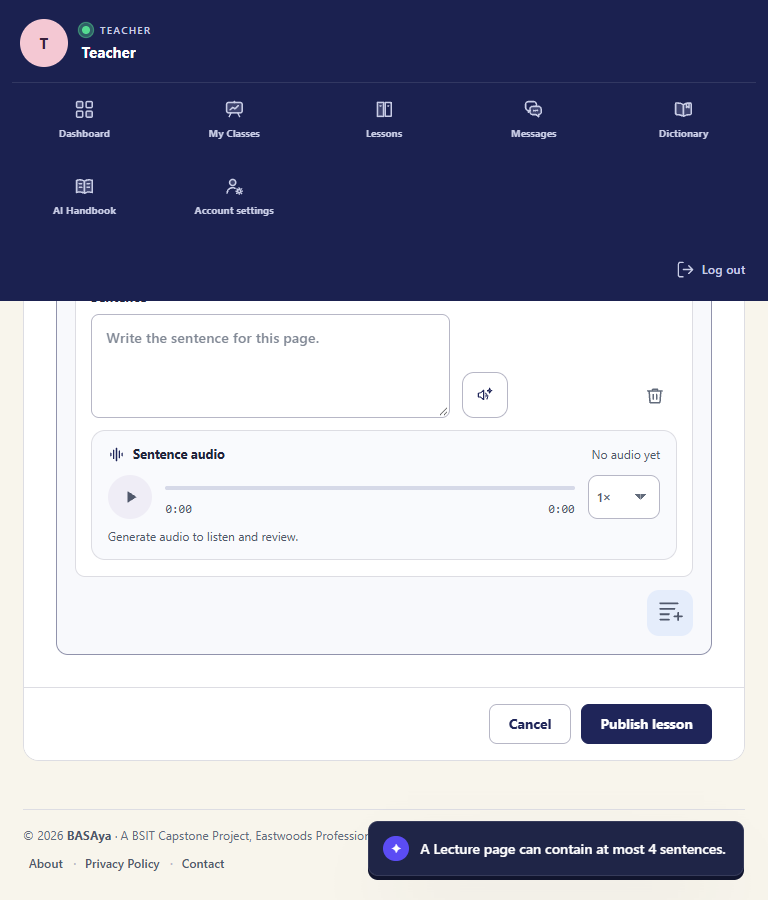 T
TEACHER
Teacher
Dashboard
My Classes
Lessons
Messages
Dictionary
AI Handbook
Account settings
Log out
Sentence
Write the sentence for this page.
Sentence audio
No audio yet
0:00
0:00
1×
Generate audio to listen and review.
Cancel
Publish lesson
© 2026 BASAya · A BSIT Capstone Project, Eastwoods
A Lecture page can contain at most 4 sentences.
About · Privacy Policy · Contact